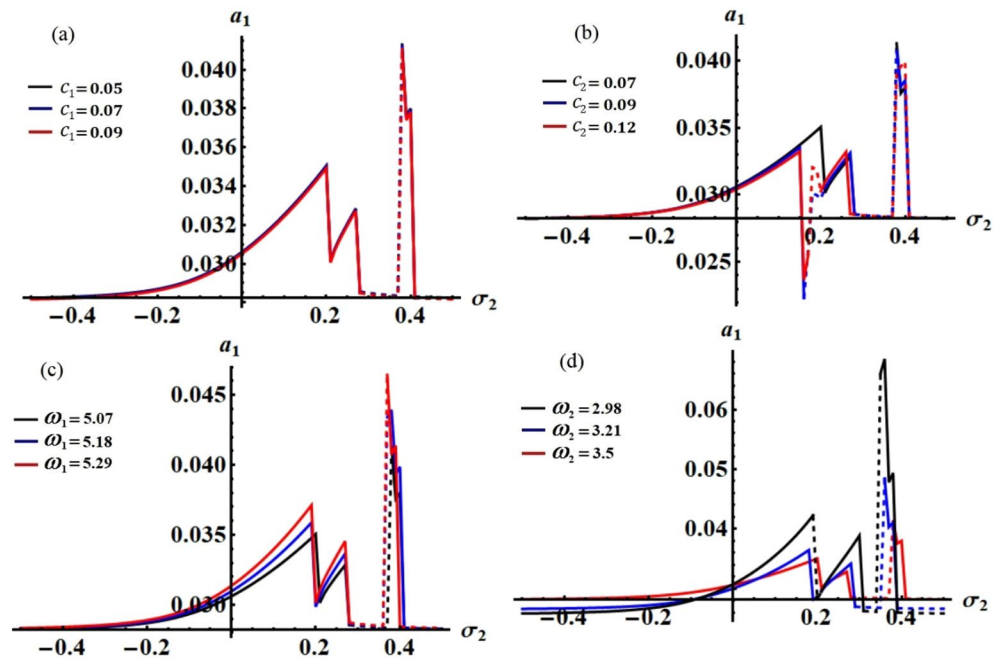 (a)
a₁
0.040
0.038
0.036
0.034
0.032
0.030
c₁ = 0.05
c₁ = 0.07
c₁ = 0.09
−0.4 −0.2 0.2 0.4 σ₂
(b)
a₁
0.040
0.035
0.030
0.025
c₂ = 0.07
c₂ = 0.09
c₂ = 0.12
−0.4 −0.2 0.2 0.4 σ₂
(c)
a₁
0.045
0.040
0.035
0.030
ω₁ = 5.07
ω₁ = 5.18
ω₁ = 5.29
−0.4 −0.2 0.2 0.4 σ₂
(d)
a₁
0.06
0.05
0.04
ω₂ = 2.98
ω₂ = 3.21
ω₂ = 3.5
−0.4 −0.2 0.2 0.4 σ₂